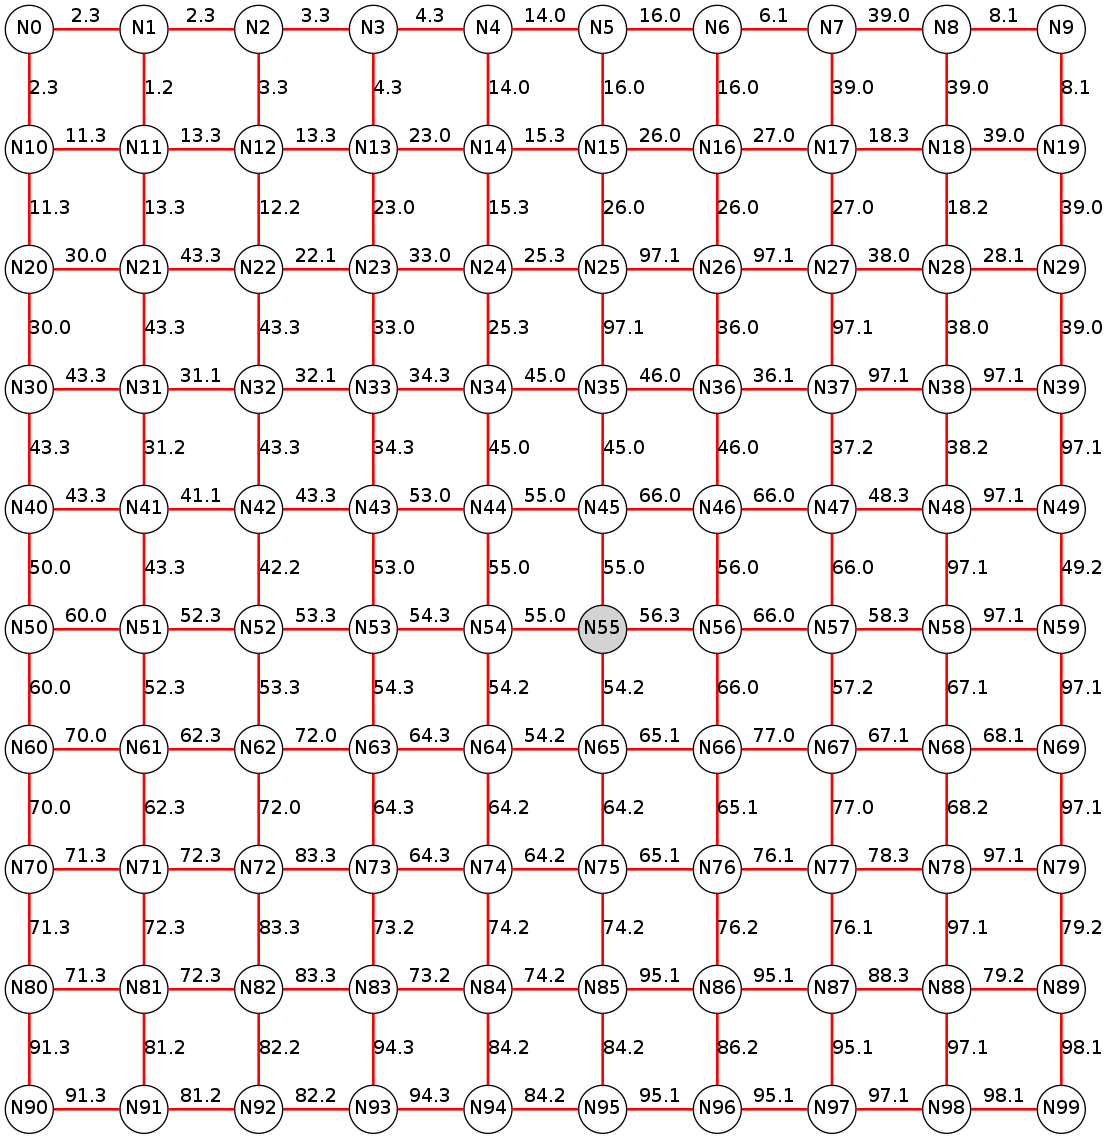 2.3 2.3 3.3 4.3 14.0 16.0 6.1 39.0 8.1
N0 N1 N2 N3 N4 N5 N6 N7 N8 N9
2.3 1.2 3.3 4.3 14.0 16.0 16.0 39.0 39.0 8.1
11.3 13.3 13.3 23.0 15.3 26.0 27.0 18.3 39.0
N10 N11 N12 N13 N14 N15 N16 N17 N18 N19
11.3 13.3 12.2 23.0 15.3 26.0 26.0 27.0 18.2 39.0
30.0 43.3 22.1 33.0 25.3 97.1 97.1 38.0 28.1
N20 N21 N22 N23 N24 N25 N26 N27 N28 N29
30.0 43.3 43.3 33.0 25.3 97.1 36.0 97.1 38.0 39.0
43.3 31.1 32.1 34.3 45.0 46.0 36.1 97.1 97.1
N30 N31 N32 N33 N34 N35 N36 N37 N38 N39
43.3 31.2 43.3 34.3 45.0 45.0 46.0 37.2 38.2 97.1
43.3 41.1 43.3 53.0 55.0 66.0 66.0 48.3 97.1
N40 N41 N42 N43 N44 N45 N46 N47 N48 N49
50.0 43.3 42.2 53.0 55.0 55.0 56.0 66.0 97.1 49.2
60.0 52.3 53.3 54.3 55.0 56.3 66.0 58.3 97.1
N50 N51 N52 N53 N54 N55 N56 N57 N58 N59
60.0 52.3 53.3 54.3 54.2 54.2 66.0 57.2 67.1 97.1
70.0 62.3 72.0 64.3 54.2 65.1 77.0 67.1 68.1
N60 N61 N62 N63 N64 N65 N66 N67 N68 N69
70.0 62.3 72.0 64.3 64.2 64.2 65.1 77.0 68.2 97.1
71.3 72.3 83.3 64.3 64.2 65.1 76.1 78.3 97.1
N70 N71 N72 N73 N74 N75 N76 N77 N78 N79
71.3 72.3 83.3 73.2 74.2 74.2 76.2 76.1 97.1 79.2
71.3 72.3 83.3 73.2 74.2 95.1 95.1 88.3 79.2
N80 N81 N82 N83 N84 N85 N86 N87 N88 N89
91.3 81.2 82.2 94.3 84.2 84.2 86.2 95.1 97.1 98.1
91.3 81.2 82.2 94.3 84.2 95.1 95.1 97.1 98.1
N90 N91 N92 N93 N94 N95 N96 N97 N98 N99